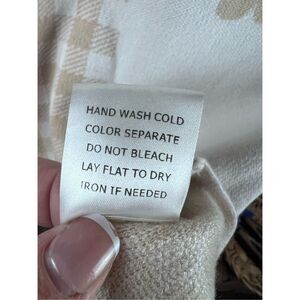 HAND WASH COLD
COLOR SEPARATE
DO NOT BLEACH
LAY FLAT TO DRY
IRON IF NEEDED